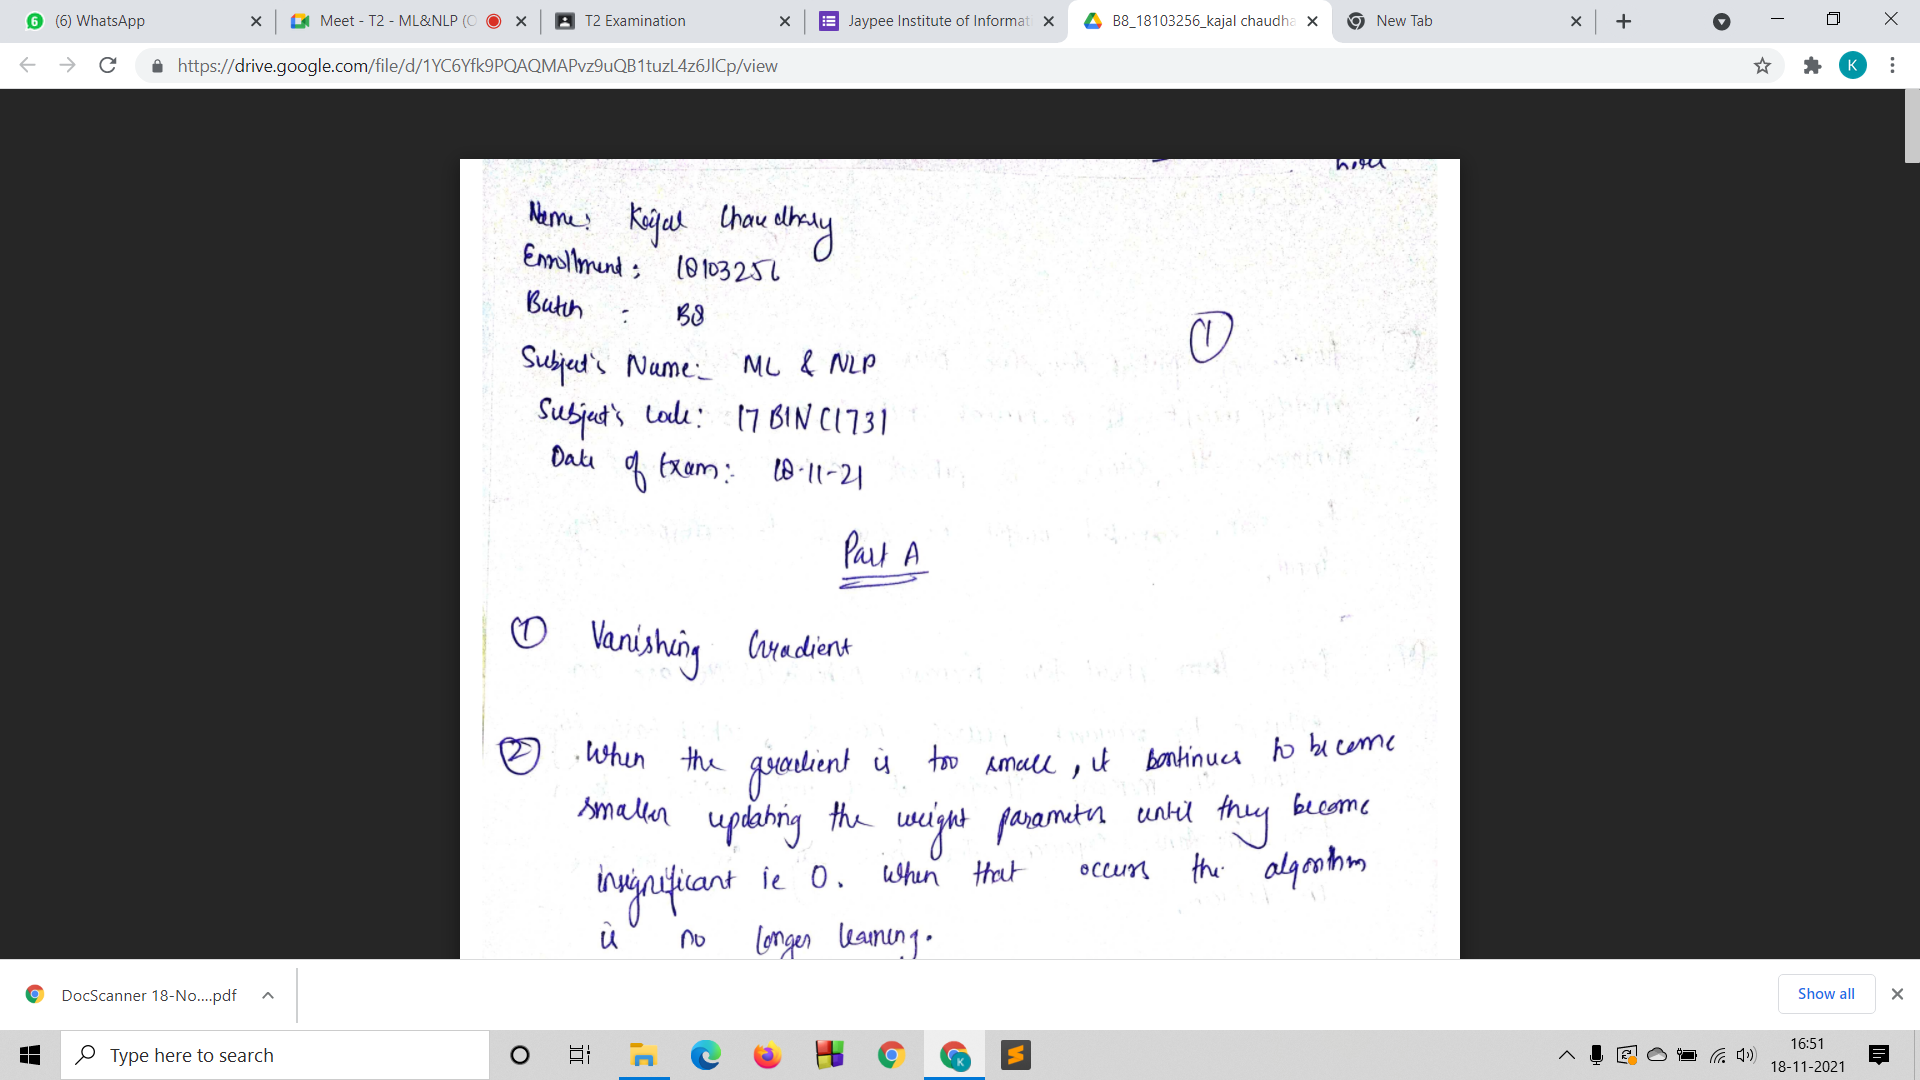 (6) WhatsApp
Meet - T2 - ML&NLP (O
T2 Examination
Jaypee Institute of Informat
B8_18103256_kajal chaudha
New Tab
https://drive.google.com/file/d/1YC6Yfk9PQAQMAPvz9uQB1tuzL4z6JlCp/view
K
Name: Kajal Chaudhary
Enrollment: 18103256
Batch : B8
1
Subject's Name:- ML & NLP
Subject's Code: 17BINC1731
Date of Exam:- 18-11-21
Part A
1 Vanishing Gradient
2 When the gradient is too small, it continues to become
smaller updating the weight parameters until they become
insignificant ie 0. When that occurs the algorithm
is no longer learning.
DocScanner 18-No....pdf
Show all
Type here to search
16:51
18-11-2021